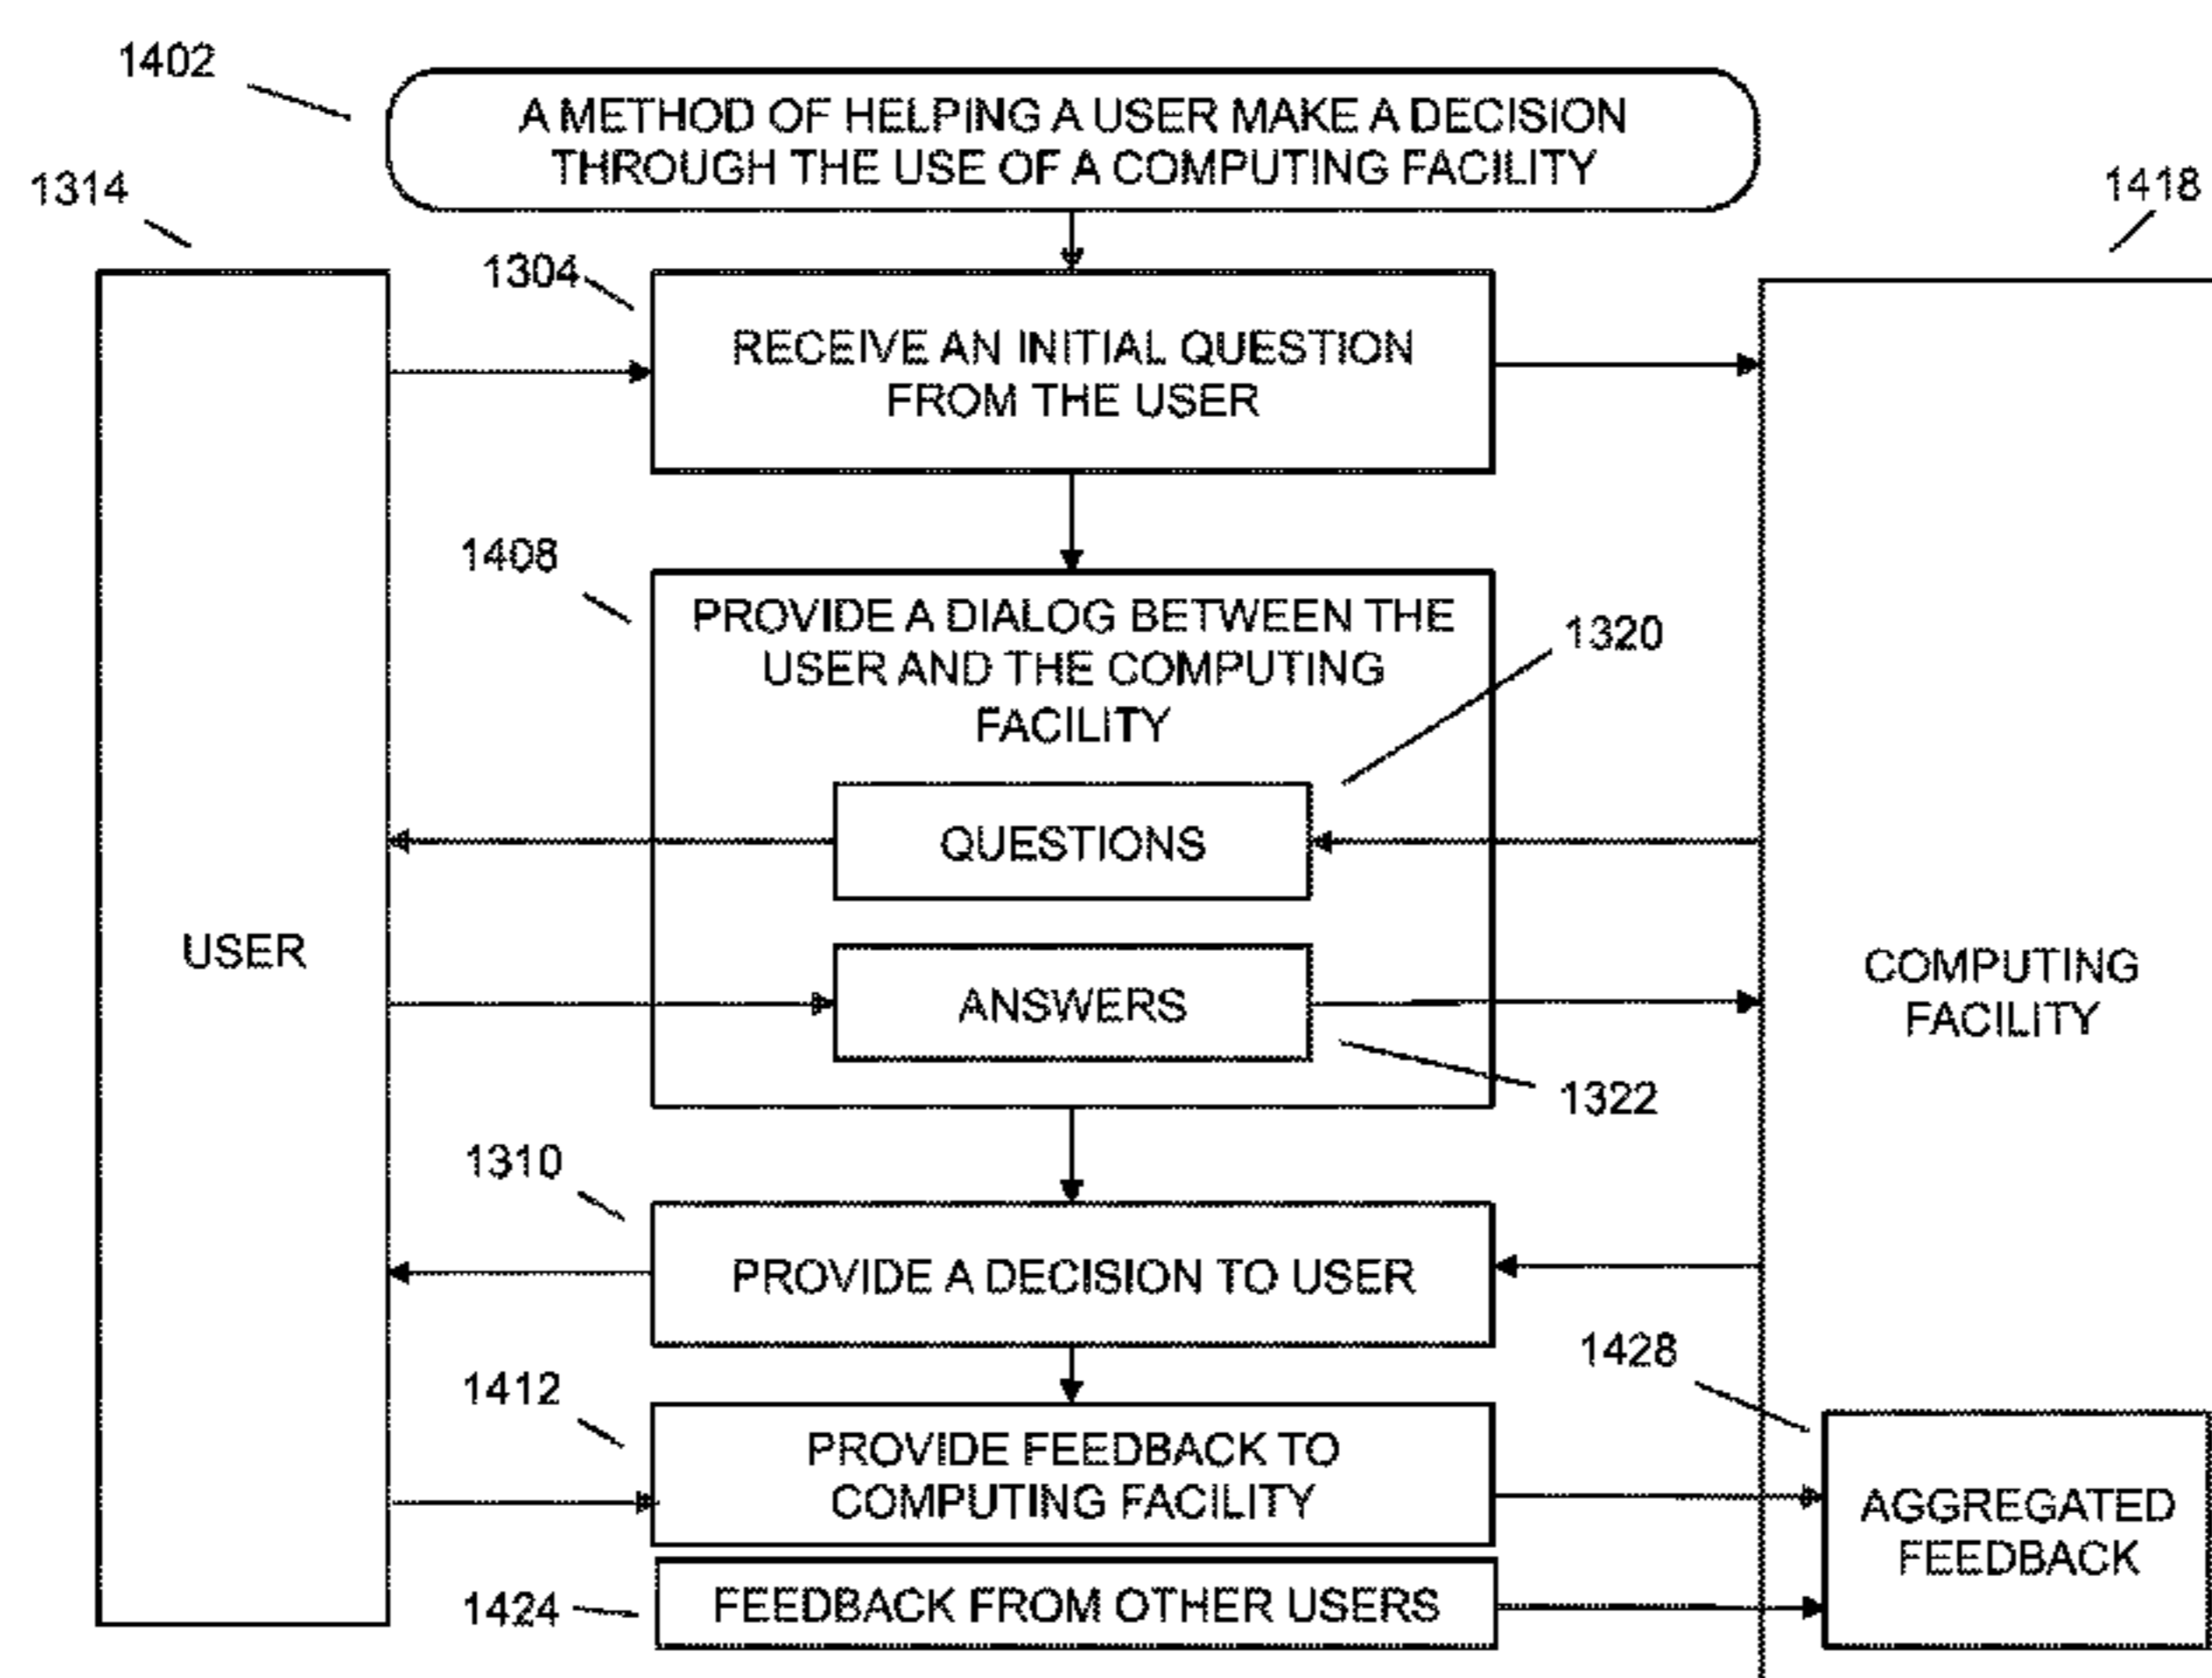 1402
A METHOD OF HELPING A USER MAKE A DECISION
THROUGH THE USE OF A COMPUTING FACILITY
1314
1418
1304
RECEIVE AN INITIAL QUESTION
FROM THE USER
1408
PROVIDE A DIALOG BETWEEN THE
USER AND THE COMPUTING
FACILITY
1320
QUESTIONS
USER
ANSWERS
COMPUTING
FACILITY
1322
1310
PROVIDE A DECISION TO USER
1428
1412
PROVIDE FEEDBACK TO
COMPUTING FACILITY
AGGREGATED
FEEDBACK
1424
FEEDBACK FROM OTHER USERS